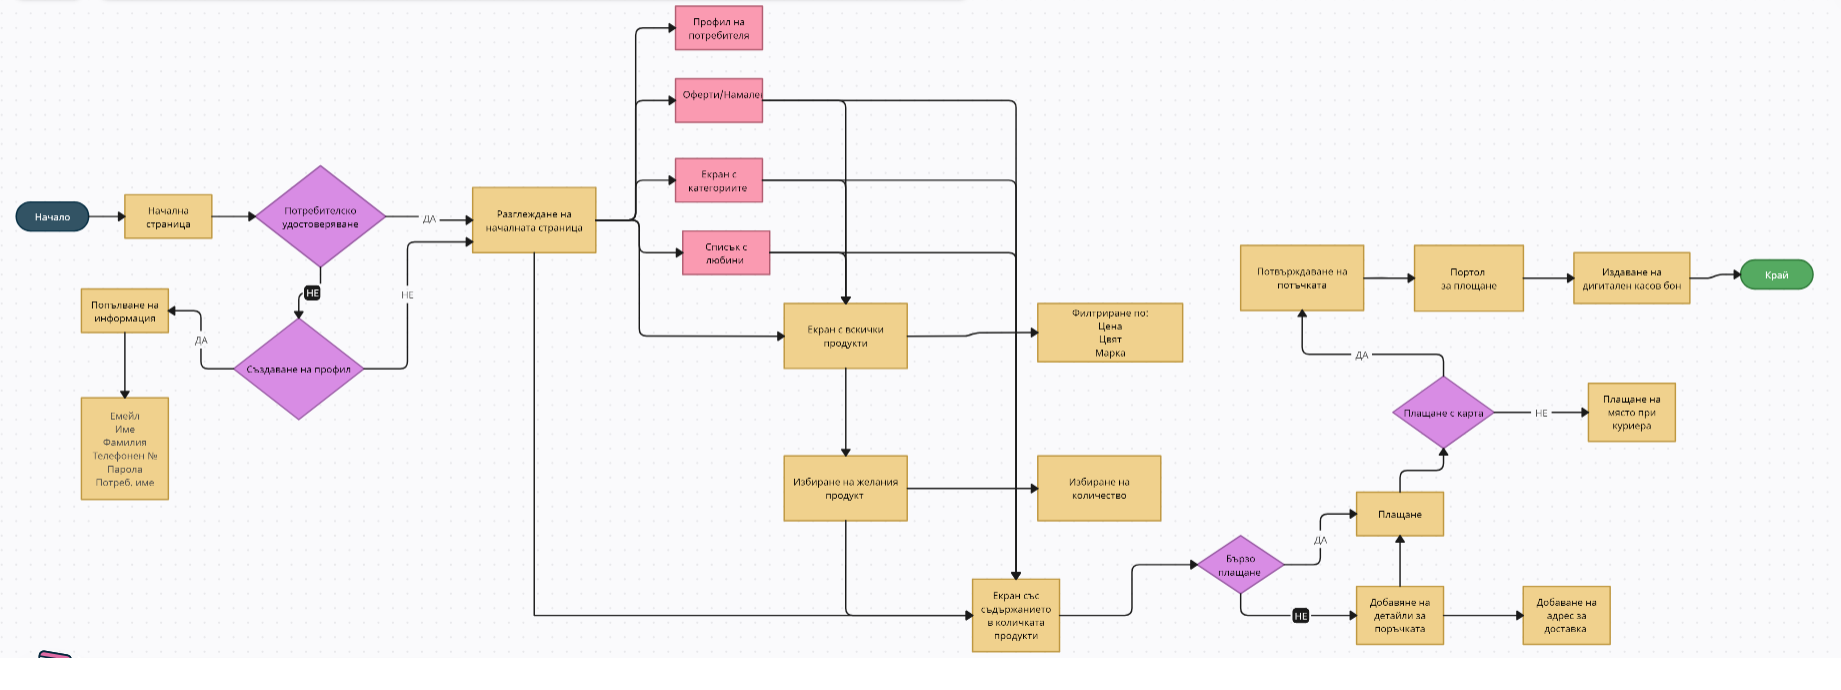 Профил на
потребителя
Оферти/Намале
Екран с
категориите
Списък с
любини
Начало
Начална
страница
Потребителско
удостоверяване
ДА
Разглеждане на
началната страница
НЕ
НЕ
Попълване на
информация
ДА
Създаване на профил
Емейл
Име
Фамилия
Телефонен №
Парола
Потреб. име
Екран с всички
продукти
Филтриране по:
Цена
Цвят
Марка
Избиране на желания
продукт
Избиране на
количество
Екран със
съдържанието
в количката
продукти
Бързо
плащане
ДА
НЕ
Плащане
Добавяне на
детайли за
поръчката
Добаване на
адрес за
доставка
Плащане с карта
НЕ
Плащане на
място при
куриера
ДА
Потвърждаване на
потъчката
Портол
за плащане
Издаване на
дигитален касов бон
Край